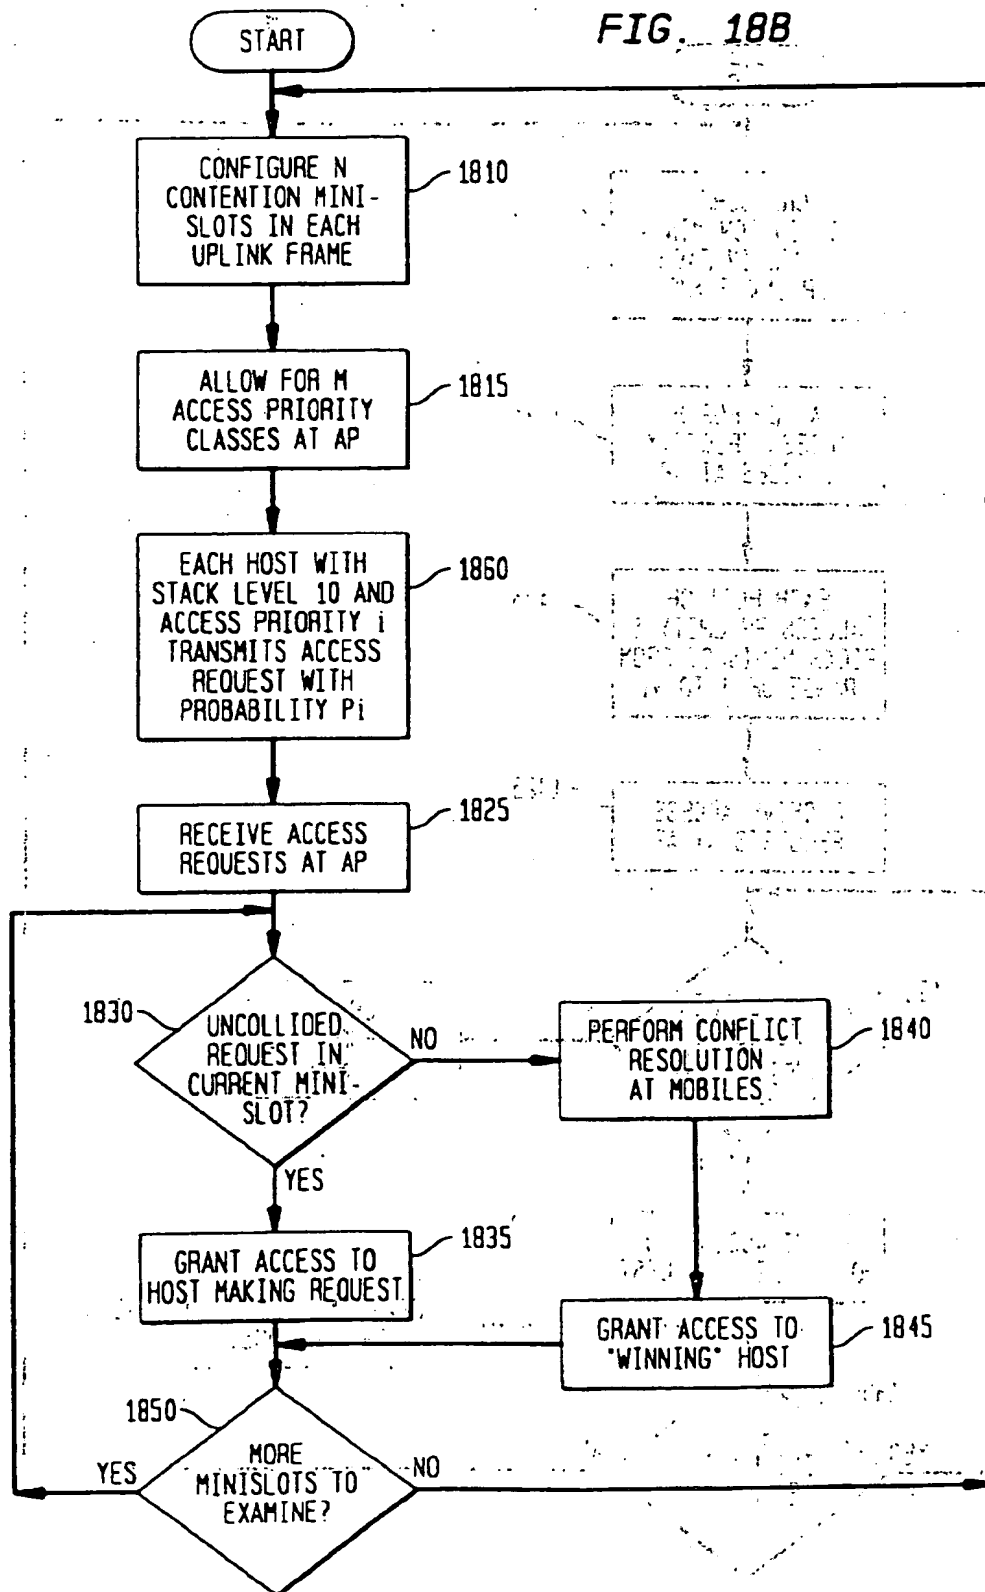 FIG. 18B
START
CONFIGURE N
CONTENTION MINI-
SLOTS IN EACH
UPLINK FRAME
1810
ALLOW FOR M
ACCESS PRIORITY
CLASSES AT AP
1815
EACH HOST WITH
STACK LEVEL 10 AND
ACCESS PRIORITY i
TRANSMITS ACCESS
REQUEST WITH
PROBABILITY Pi
1860
RECEIVE ACCESS
REQUESTS AT AP
1825
1830
UNCOLLIDED
REQUEST IN
CURRENT MINI-
SLOT?
NO
YES
PERFORM CONFLICT
RESOLUTION
AT MOBILES
1840
GRANT ACCESS TO
HOST MAKING REQUEST
1835
GRANT ACCESS TO
"WINNING" HOST
1845
1850
MORE
MINISLOTS TO
EXAMINE?
YES
NO